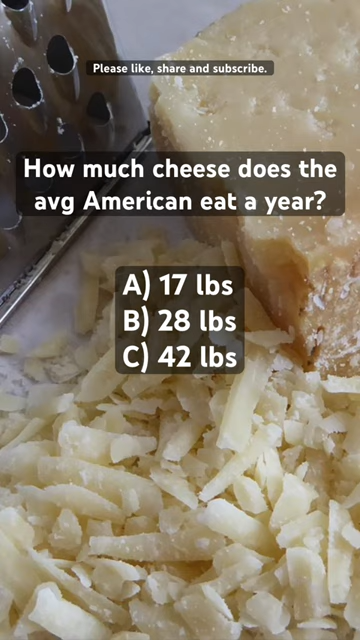 Please like, share and subscribe.
How much cheese does the
avg American eat a year?
A) 17 lbs
B) 28 lbs
C) 42 lbs